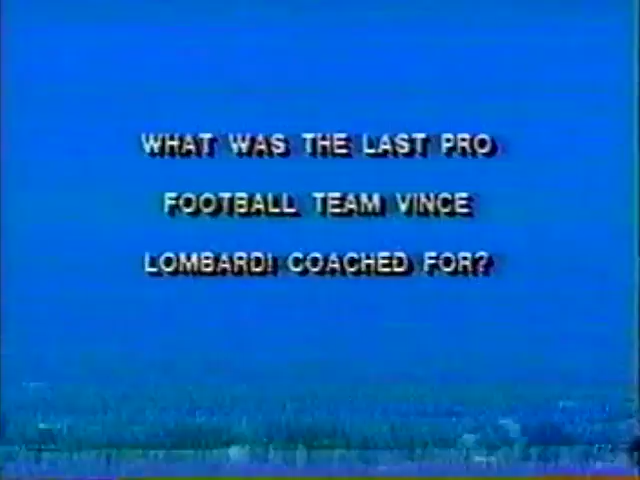 WHAT WAS THE LAST PRO
FOOTBALL TEAM VINCE
LOMBARDI COACHED FOR?